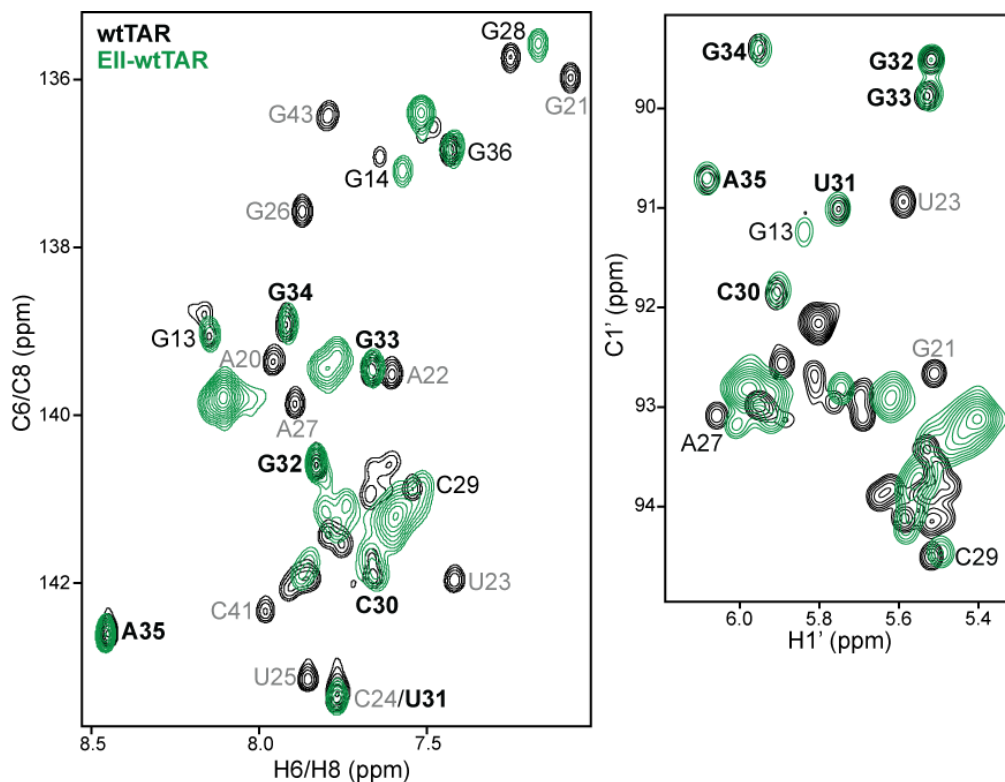 wtTAR
EII-wtTAR
G28
G21
G43
G36
G14
G26
G34
G13
A20
G33
A22
A27
G32
C29
C30
U23
C41
A35
U25
C24/U31
136
138
140
142
C6/C8 (ppm)
8.5
8.0
7.5
H6/H8 (ppm)
G34
G32
G33
A35
U31
U23
G13
C30
G21
A27
C29
90
91
92
93
94
C1' (ppm)
6.0
5.8
5.6
5.4
H1' (ppm)